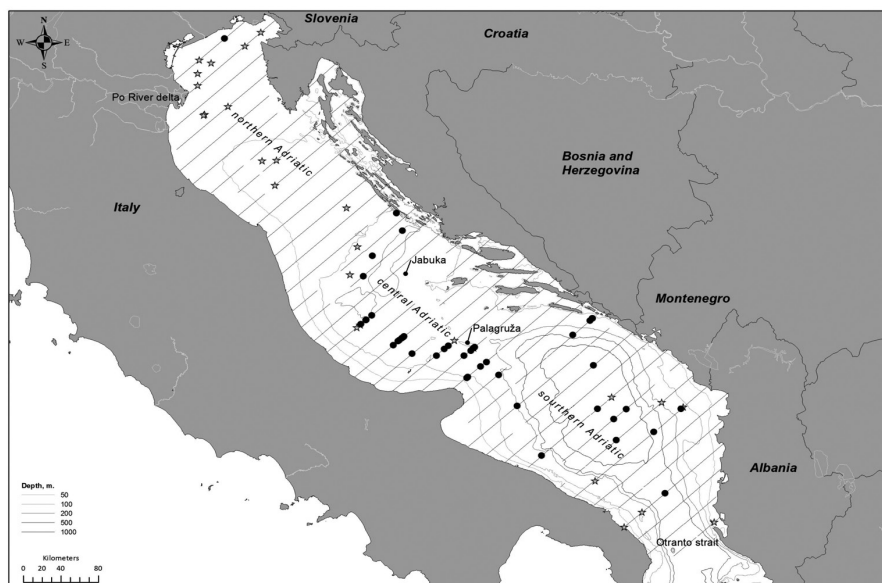 N
W E
S
Slovenia
Croatia
Po River delta
northern Adriatic
Bosnia and
Herzegovina
Italy
Jabuka
central Adriatic
Montenegro
Palagruža
sourthern Adriatic
Albania
Otranto strait
Depth, m.
50
100
200
500
1000
Kilometers
0 20 40 80